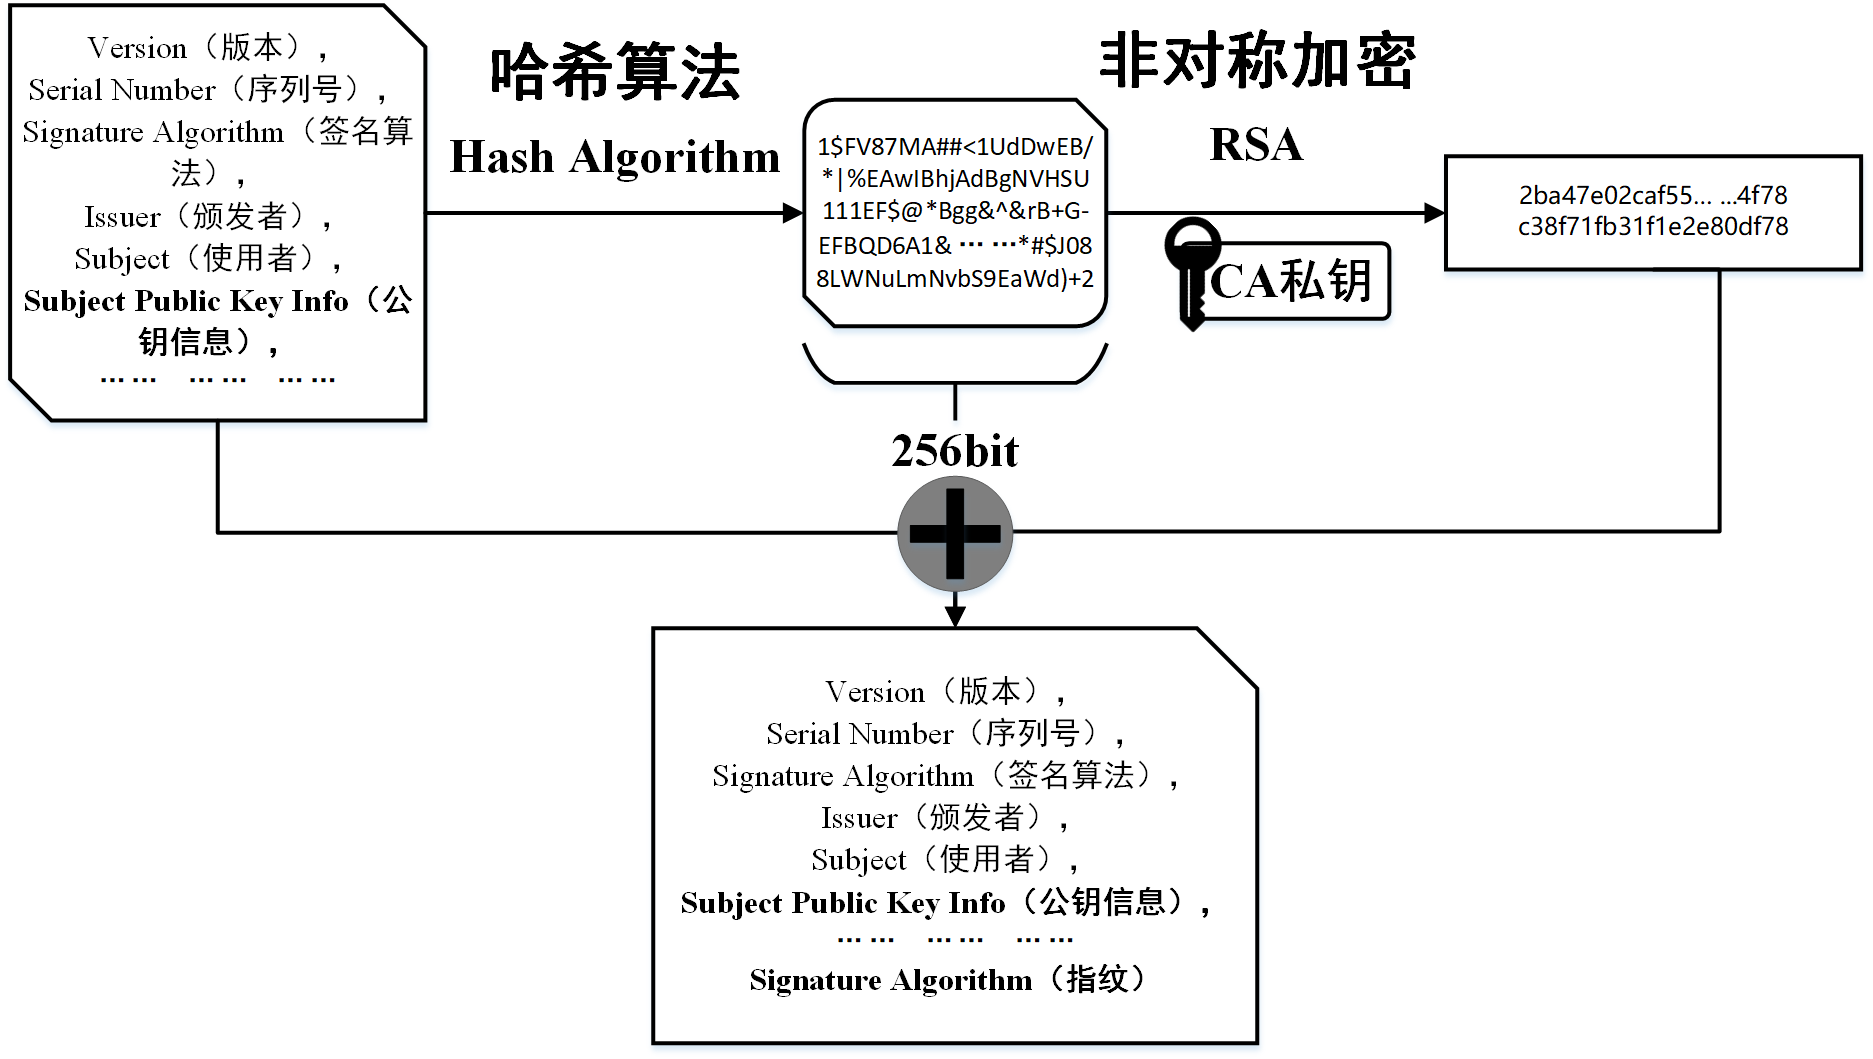 Version（版本），
Serial Number（序列号），
Signature Algorithm（签名算
法），
Issuer（颁发者），
Subject（使用者），
Subject Public Key Info（公
钥信息），
… …   … …   … …
哈希算法
Hash Algorithm
1$FV87MA##<1UdDwEB/
*|%EAwIBhjAdBgNVHSU
111EF$@*Bgg&^&rB+G-
EFBQD6A1& … …*#$J08
8LWNuLmNvbS9EaWd)+2
256bit
非对称加密
RSA
CA私钥
2ba47e02caf55... ...4f78
c38f71fb31f1e2e80df78
Version（版本），
Serial Number（序列号），
Signature Algorithm（签名算法），
Issuer（颁发者），
Subject（使用者），
Subject Public Key Info（公钥信息），
… …   … …   … …
Signature Algorithm（指纹）